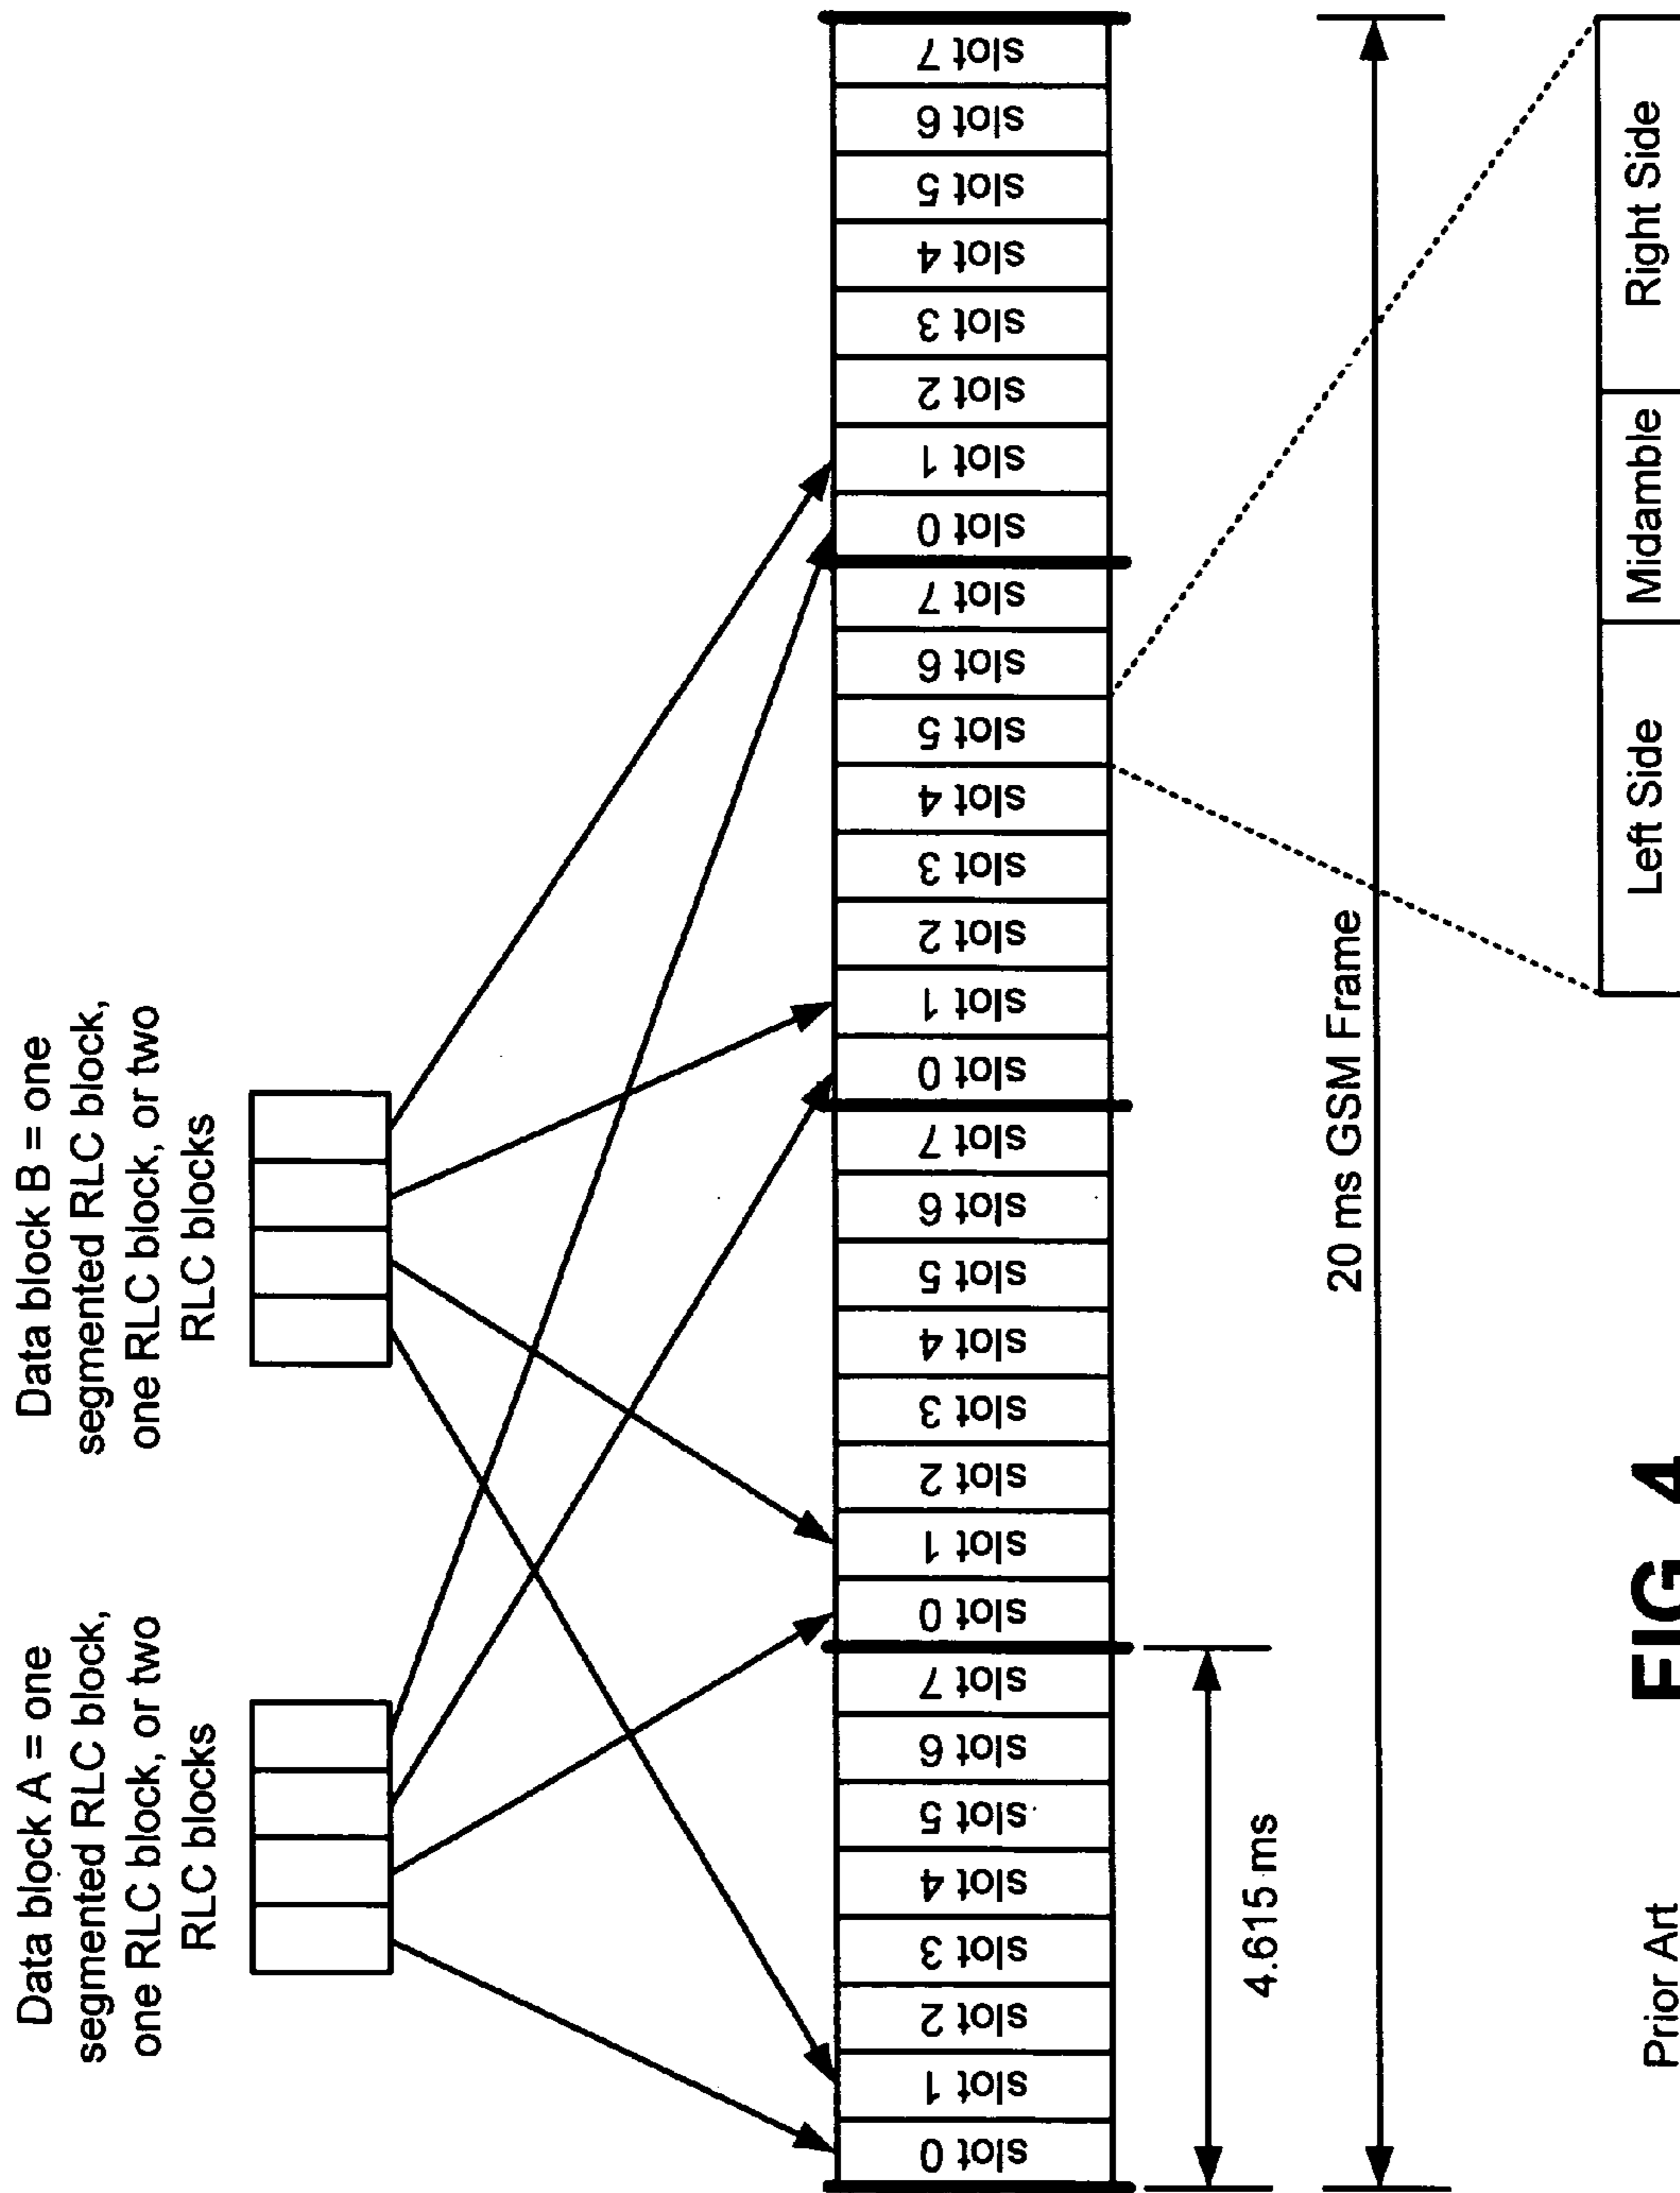 Data block A = one
segmented RLC block,
one RLC block, or two
RLC blocks
Data block B = one
segmented RLC block,
one RLC block, or two
RLC blocks
slot 0
slot 1
slot 2
slot 3
slot 4
slot 5
slot 6
slot 7
slot 0
slot 1
slot 2
slot 3
slot 4
slot 5
slot 6
slot 7
slot 0
slot 1
slot 2
slot 3
slot 4
slot 5
slot 6
slot 7
slot 0
slot 1
slot 2
slot 3
slot 4
slot 5
slot 6
slot 7
4.615 ms
20 ms GSM Frame
Left Side
Midamble
Right Side
Prior Art
FIG. 4